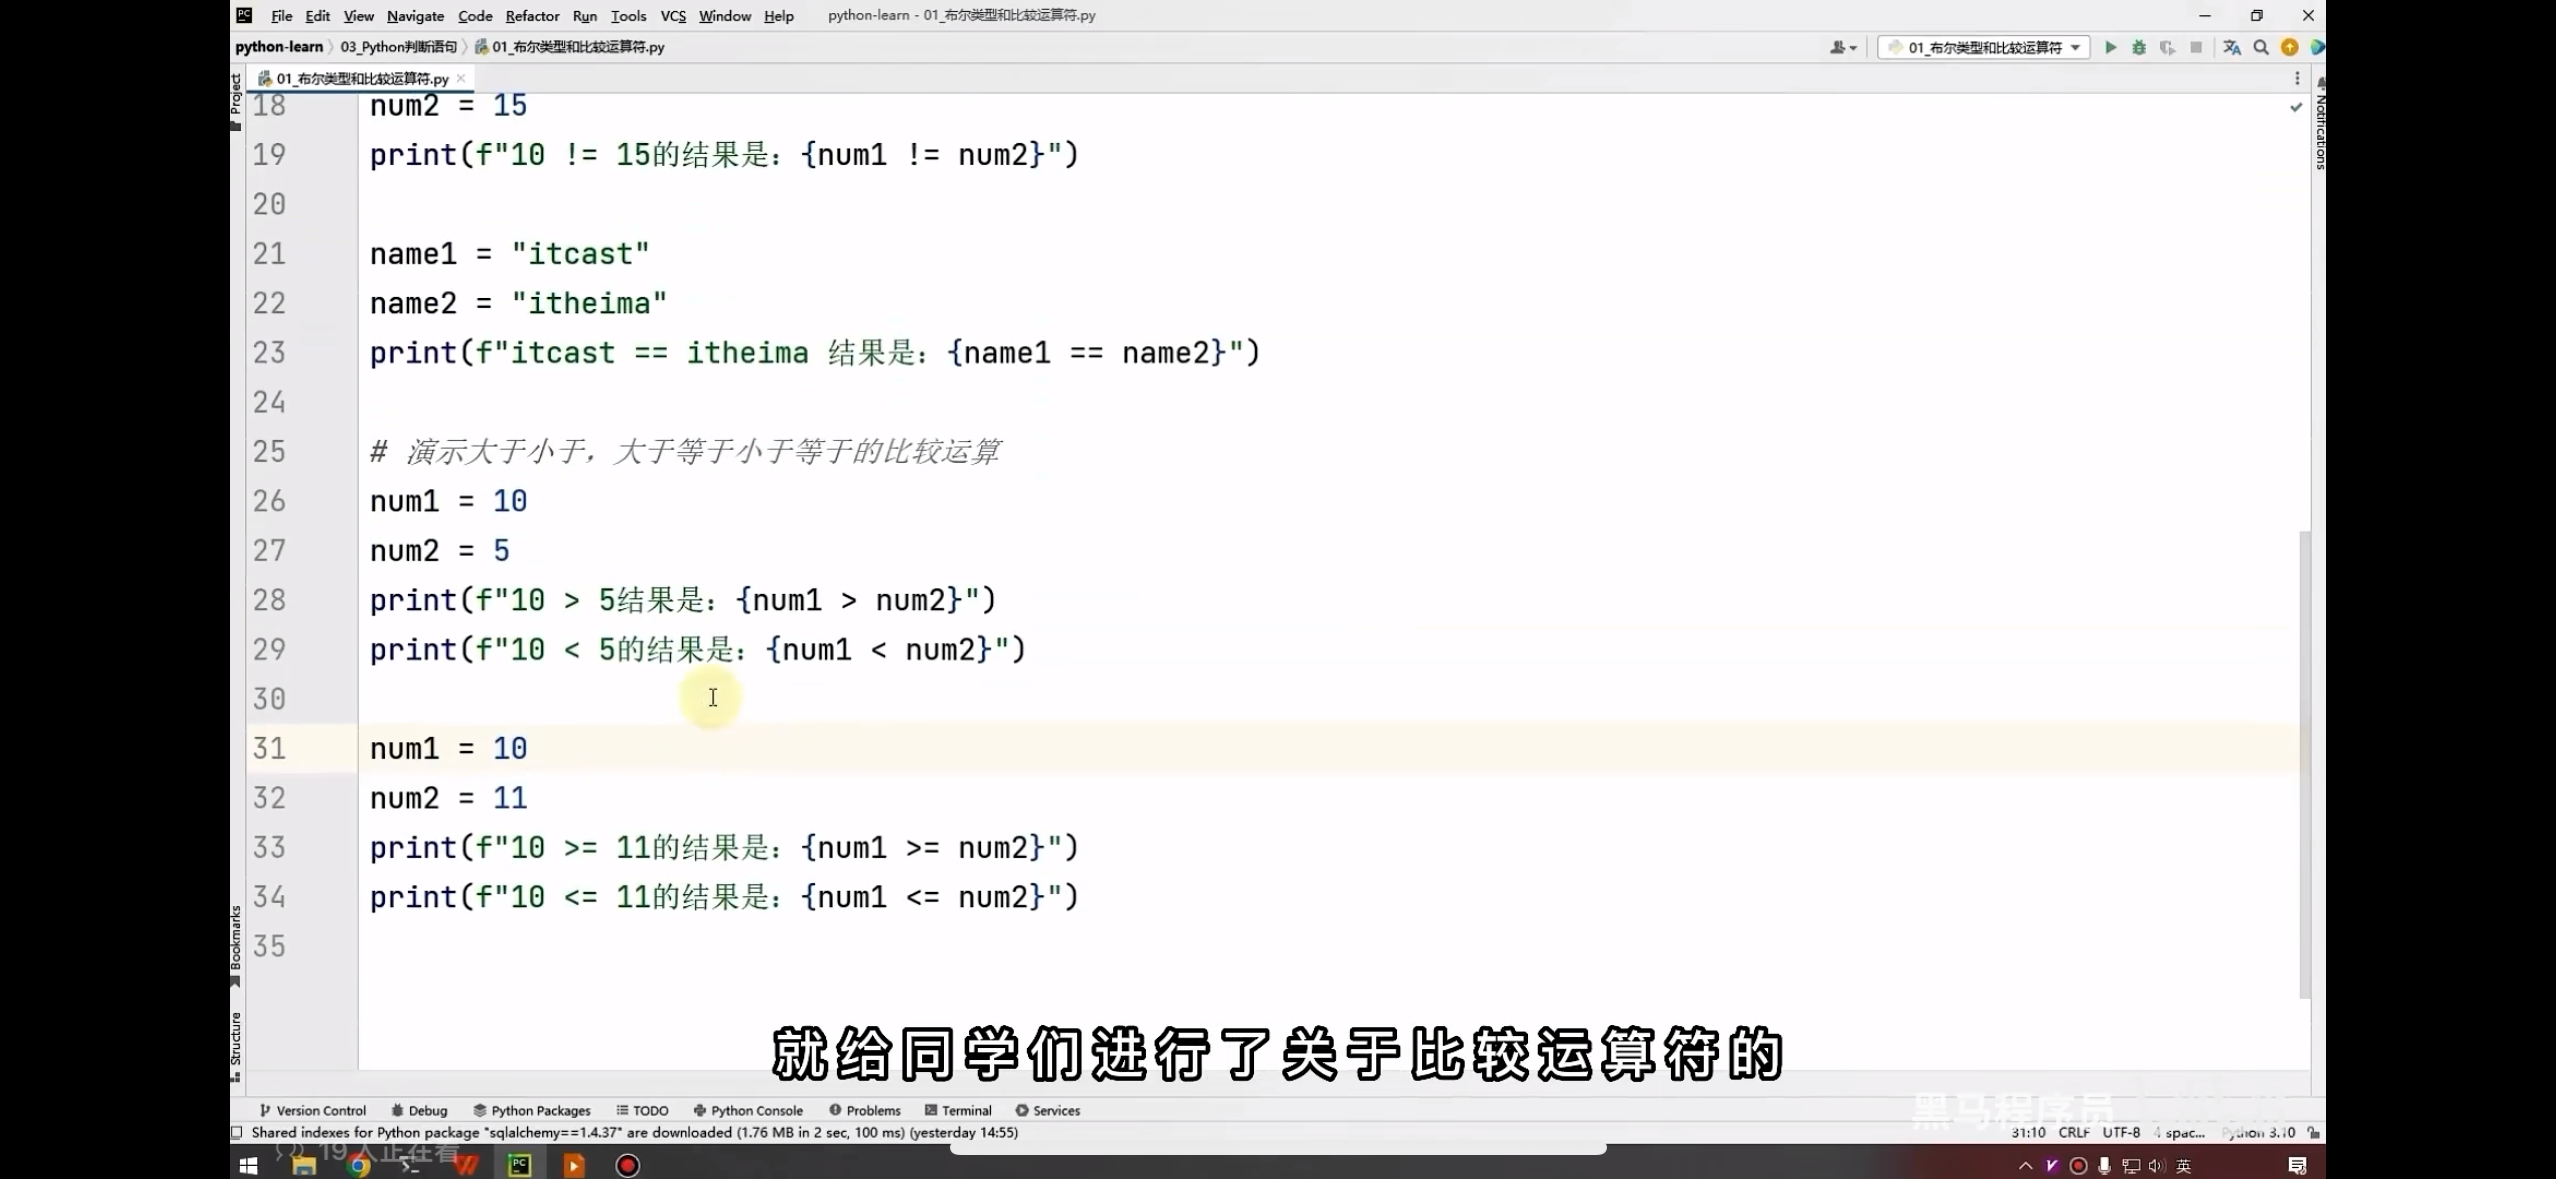 File Edit View Navigate Code Refactor Run Tools VCS Window Help python-learn - 01_布尔类型和比较运算符.py
python-learn 03_Python判断语句 01_布尔类型和比较运算符.py 01_布尔类型和比较运算符
01_布尔类型和比较运算符.py
Project
Notifications
18 num2 = 15
19 print(f"10 != 15的结果是：{num1 != num2}")
20
21 name1 = "itcast"
22 name2 = "itheima"
23 print(f"itcast == itheima 结果是：{name1 == name2}")
24
25 # 演示大于小于，大于等于小于等于的比较运算
26 num1 = 10
27 num2 = 5
28 print(f"10 > 5结果是：{num1 > num2}")
29 print(f"10 < 5的结果是：{num1 < num2}")
30
31 num1 = 10
32 num2 = 11
33 print(f"10 >= 11的结果是：{num1 >= num2}")
34 print(f"10 <= 11的结果是：{num1 <= num2}")
35
Bookmarks
Structure
就给同学们进行了关于比较运算符的
黑马程序员
Version Control Debug Python Packages TODO Python Console Problems Terminal Services
Shared indexes for Python package "sqlalchemy==1.4.37" are downloaded (1.76 MB in 2 sec, 100 ms) (yesterday 14:55) 31:10 CRLF UTF-8 4 spac... Python 3.10
19人正在看
英